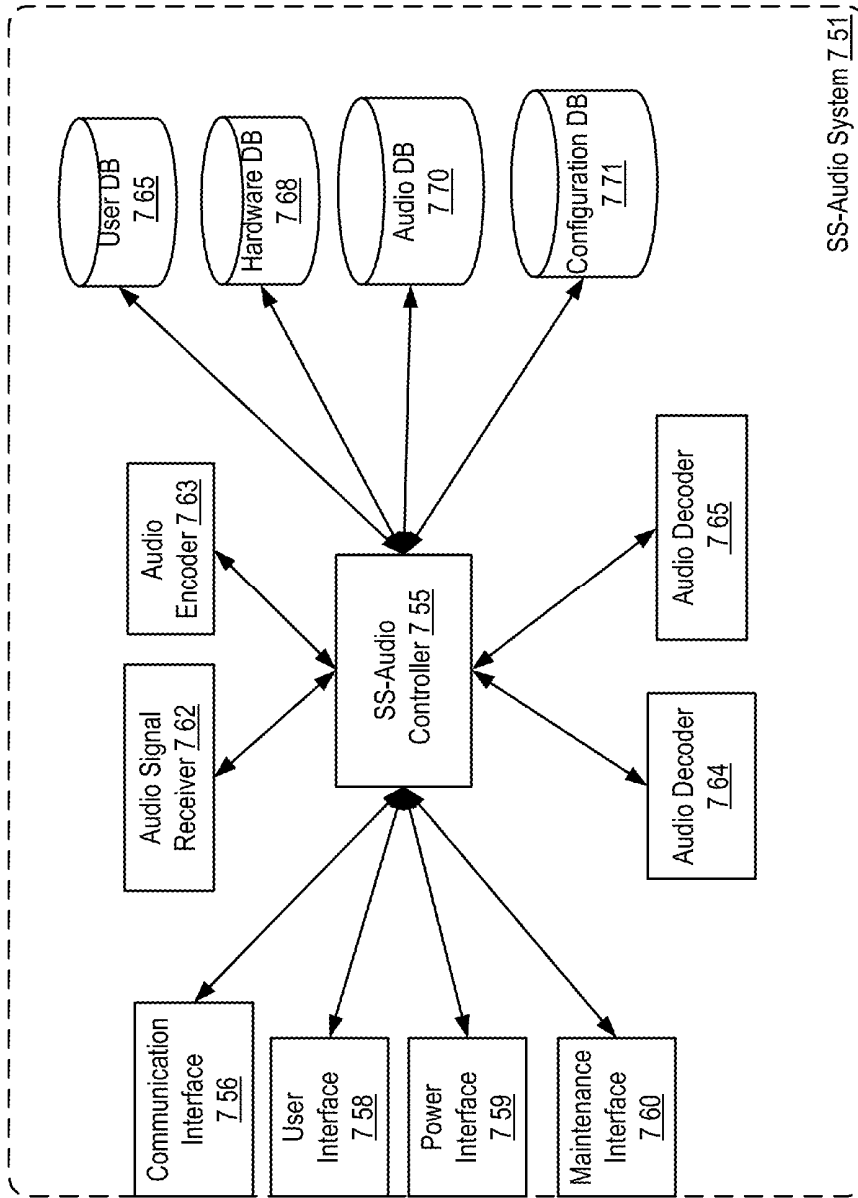 Communication
Interface
7 56
User
Interface
7 58
Power
Interface
7 59
Maintenance
Interface
7 60
Audio Signal
Receiver 7 62
Audio
Encoder 7 63
SS-Audio
Controller 7 55
Audio Decoder
7 64
Audio Decoder
7 65
User DB
7 65
Hardware DB
7 68
Audio DB
7 70
Configuration DB
7 71
SS-Audio System 7 51